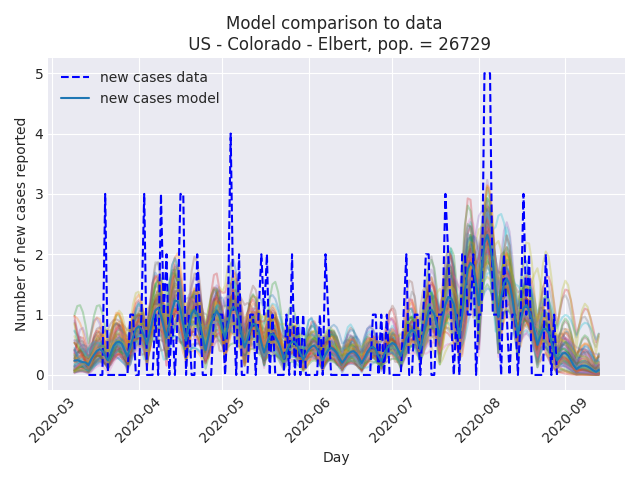 Model comparison to data
US - Colorado - Elbert, pop. = 26729
new cases data
new cases model
Number of new cases reported
5
4
3
2
1
0
2020-03
2020-04
2020-05
2020-06
2020-07
2020-08
2020-09
Day